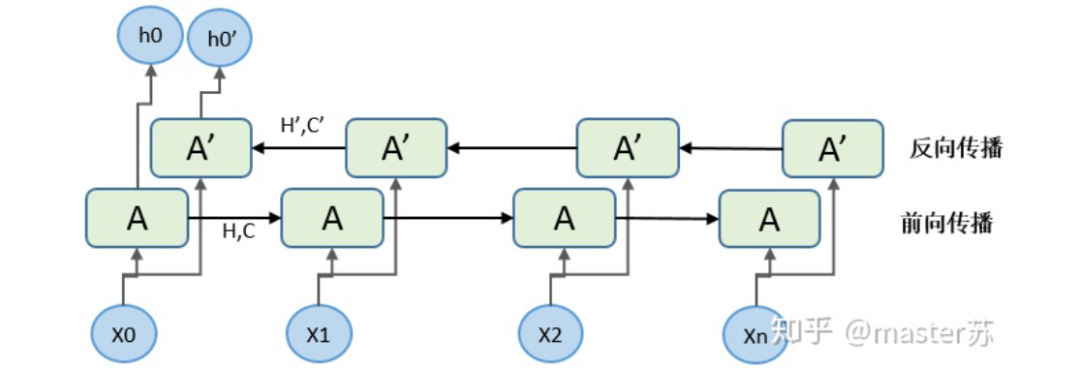 h0 h0’
H’,C’
A’ A’ A’ A’ 反向传播
A A A A 前向传播
H,C
X0 X1 X2 Xn 知乎 @master苏